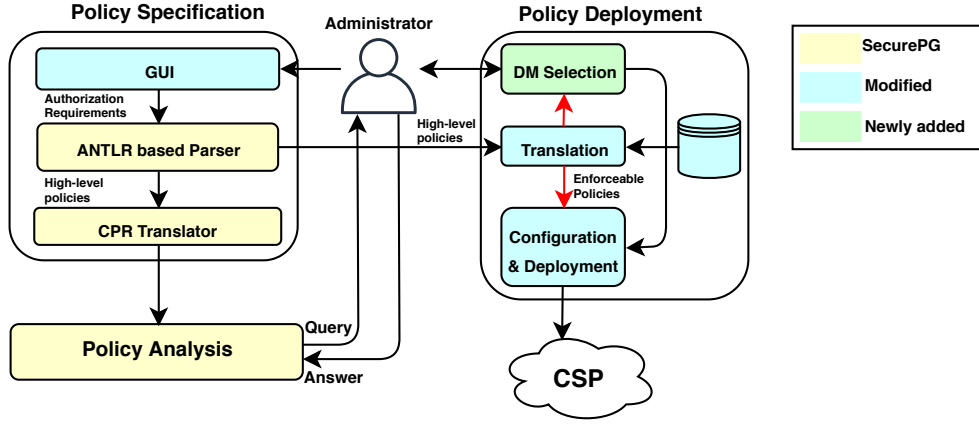 Policy Specification
Administrator
Policy Deployment
GUI
Authorization
Requirements
ANTLR based Parser
High-level
policies
CPR Translator
Policy Analysis
Query
Answer
High-level
policies
DM Selection
Translation
Enforceable
Policies
Configuration
& Deployment
CSP
SecurePG
Modified
Newly added